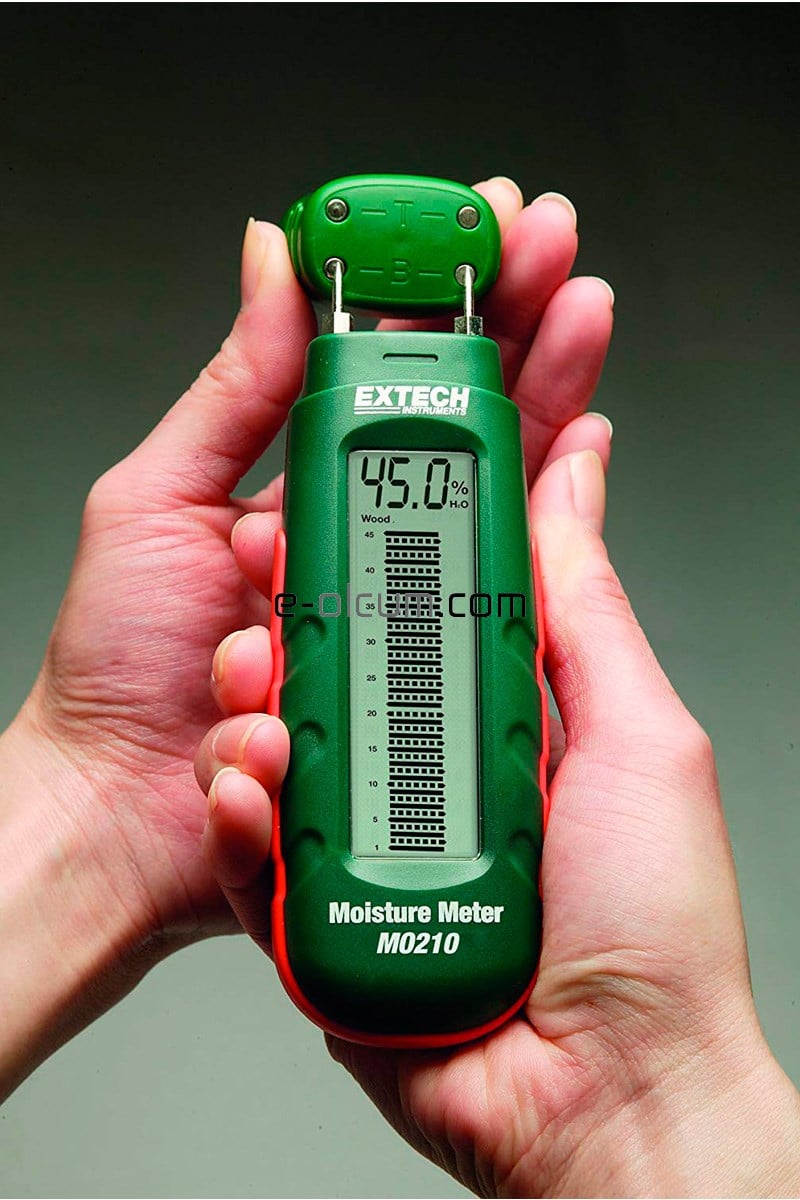 — T —
— B —
EXTECH
INSTRUMENTS
45.0%
H₂O
Wood
45
40
e-olcum.com
35
30
25
20
15
10
5
1
Moisture Meter
MO210